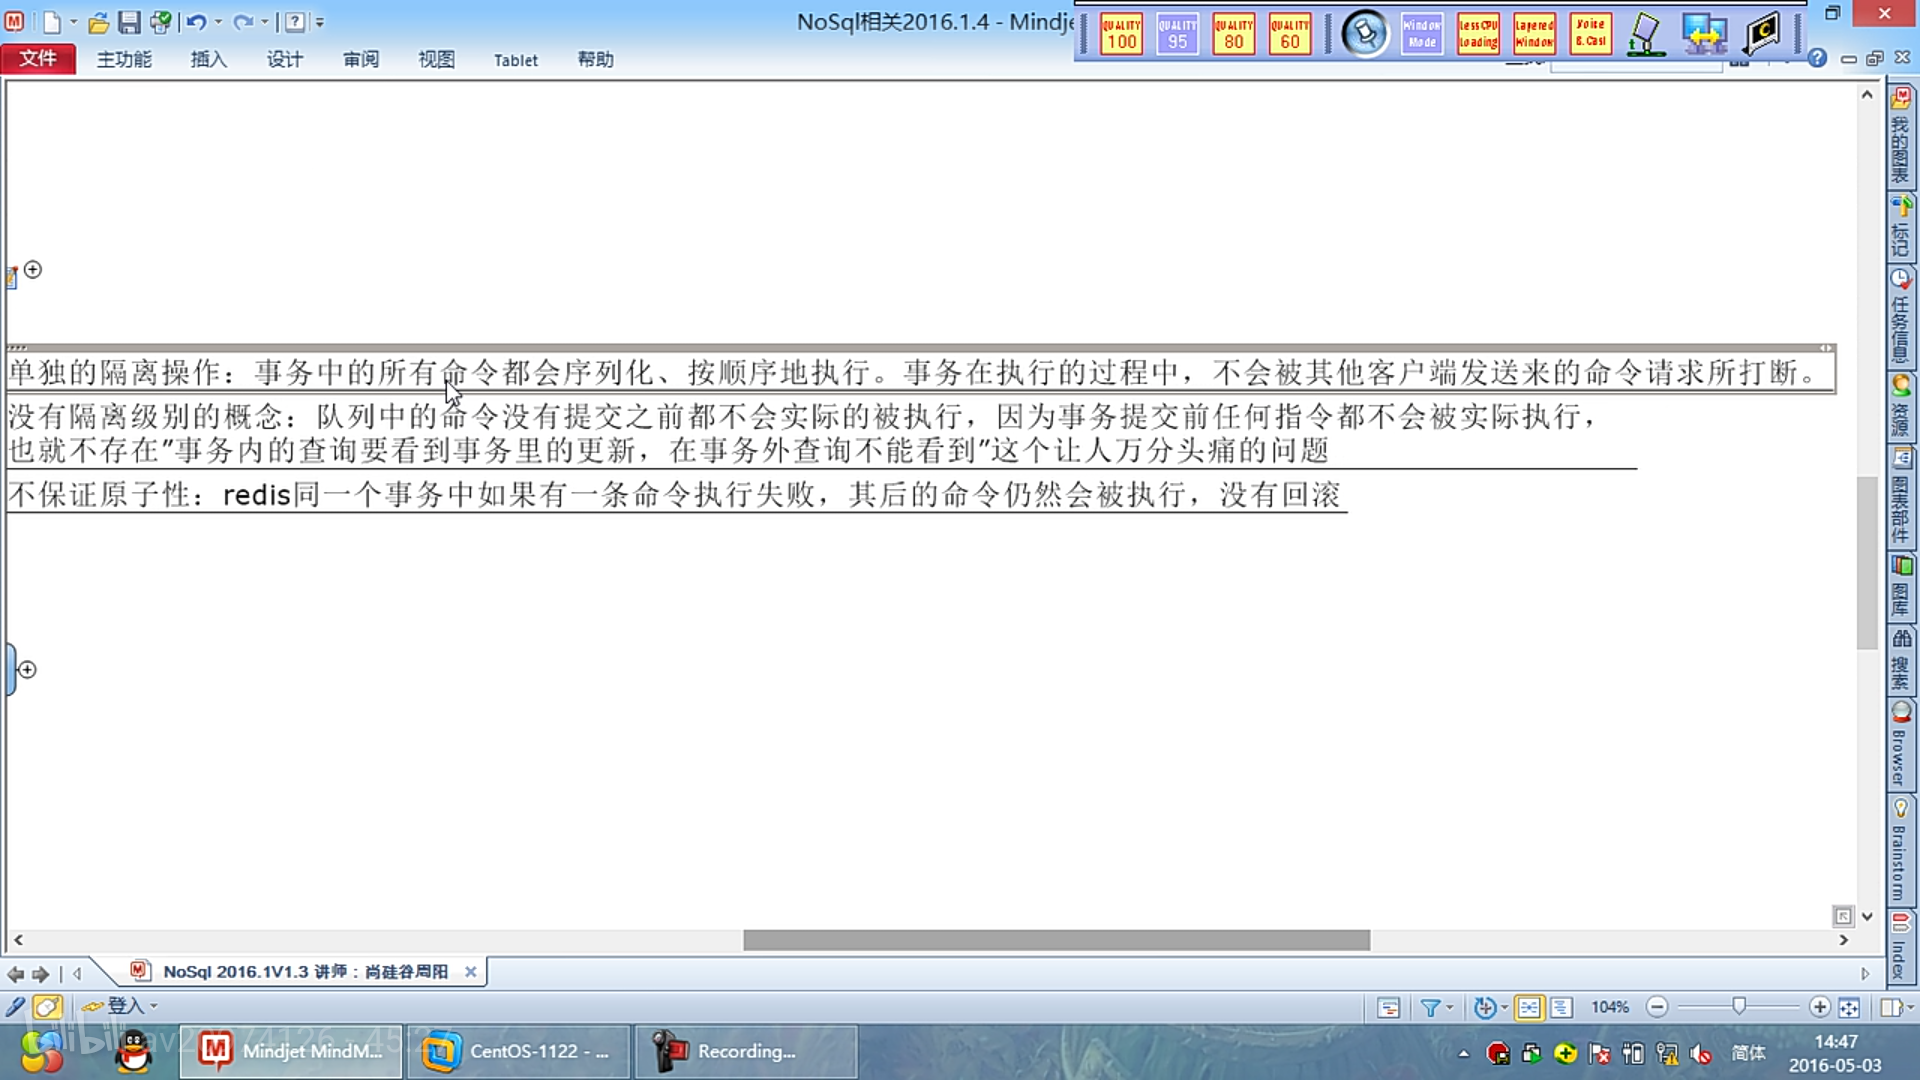 NoSql相关2016.1.4 - Mindje
QUALITY 100
QUALITY 95
QUALITY 80
QUALITY 60
Window Mode
LessCPU Loading
Layered Window
Voice B.Cast
文件 主功能 插入 设计 审阅 视图 Tablet 帮助
单独的隔离操作：事务中的所有命令都会序列化、按顺序地执行。事务在执行的过程中，不会被其他客户端发送来的命令请求所打断。
没有隔离级别的概念：队列中的命令没有提交之前都不会实际的被执行，因为事务提交前任何指令都不会被实际执行，
也就不存在"事务内的查询要看到事务里的更新，在事务外查询不能看到"这个让人万分头痛的问题
不保证原子性：redis同一个事务中如果有一条命令执行失败，其后的命令仍然会被执行，没有回滚
我的图表
标记
任务信息
资源
图表部件
图库
搜索
Browser
Brainstorm
Index
NoSql 2016.1V1.3 讲师：尚硅谷周阳
登入
104%
Mindjet MindM...
CentOS-1122 - ...
Recording...
简体
14:47
2016-05-03